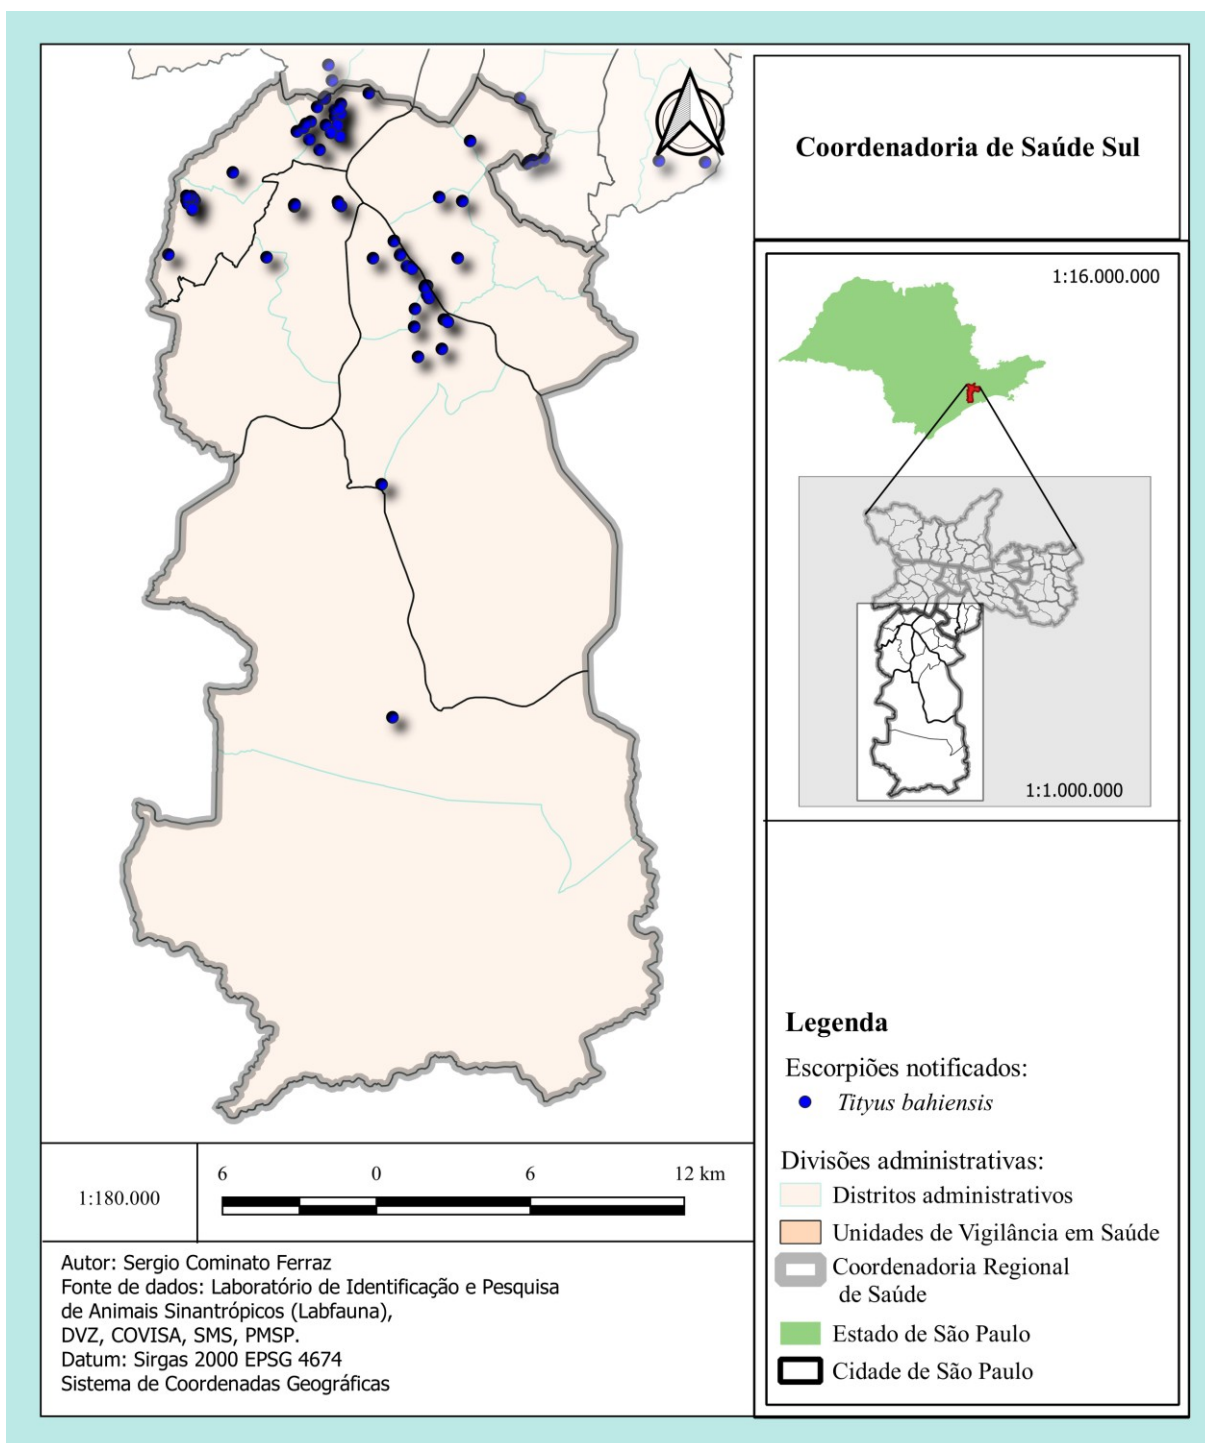 Coordenadoria de Saúde Sul
1:16.000.000
1:1.000.000
Legenda
Escorpiões notificados:
Tityus bahiensis
Divisões administrativas:
Distritos administrativos
Unidades de Vigilância em Saúde
Coordenadoria Regional
de Saúde
Estado de São Paulo
Cidade de São Paulo
1:180.000
6 0 6 12 km
Autor: Sergio Cominato Ferraz
Fonte de dados: Laboratório de Identificação e Pesquisa
de Animais Sinantrópicos (Labfauna),
DVZ, COVISA, SMS, PMSP.
Datum: Sirgas 2000 EPSG 4674
Sistema de Coordenadas Geográficas